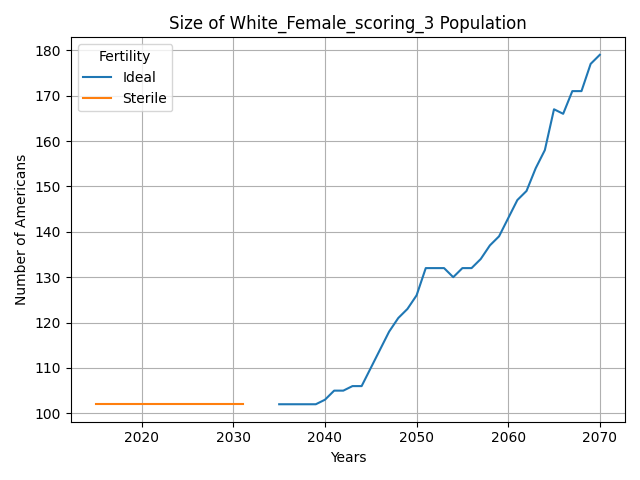 Size of White_Female_scoring_3 Population
Fertility
Ideal
Sterile
Number of Americans
180
170
160
150
140
130
120
110
100
2020 2030 2040 2050 2060 2070
Years